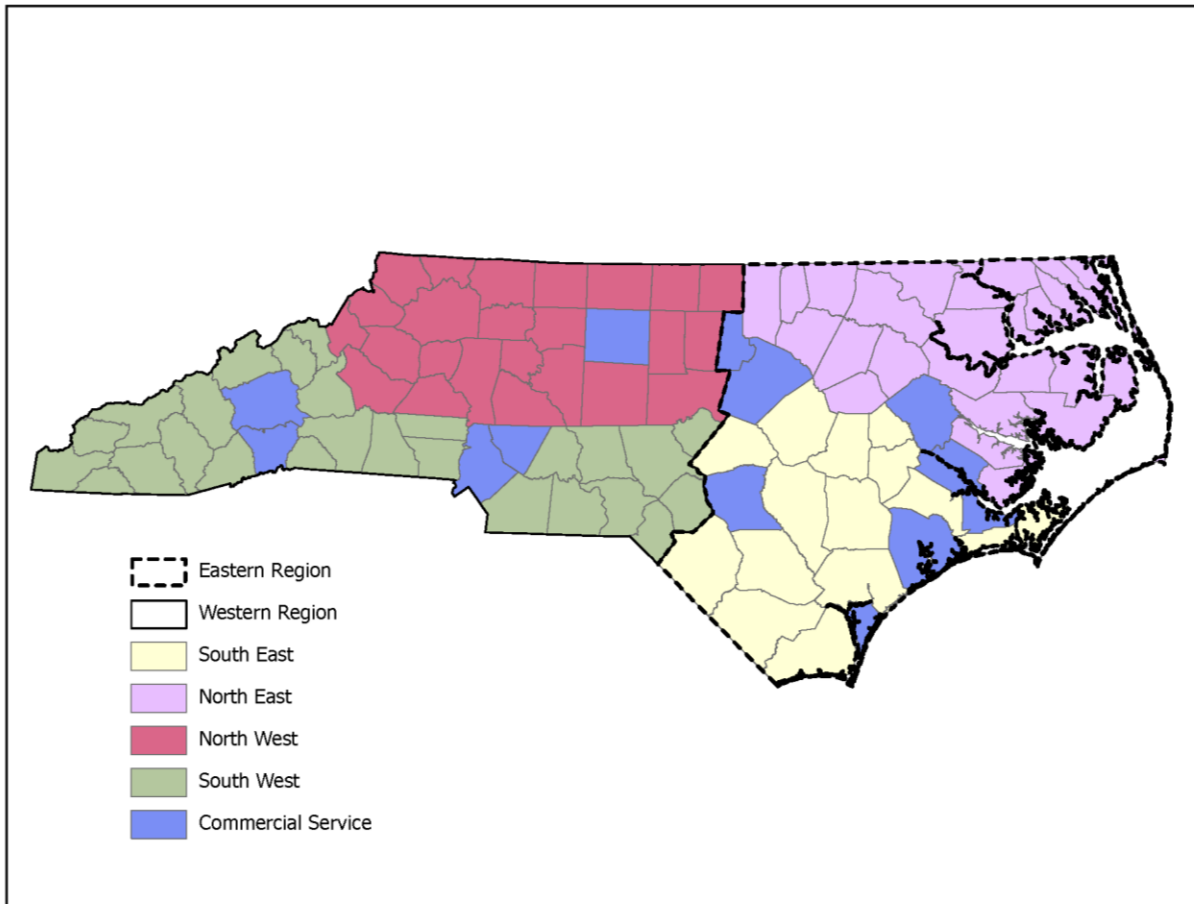 Eastern Region
Western Region
South East
North East
North West
South West
Commercial Service